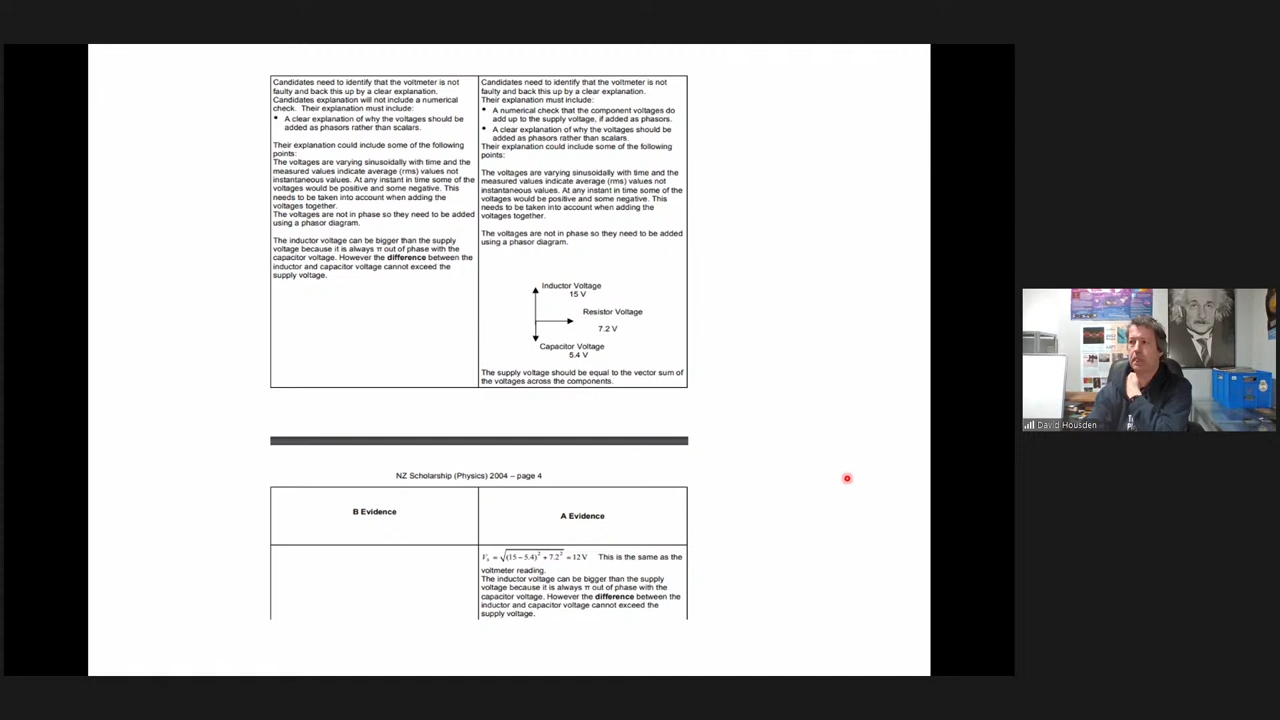 Candidates need to identify that the voltmeter is not
faulty and back this up by a clear explanation.
Candidates explanation will not include a numerical
check. Their explanation must include:
• A clear explanation of why the voltages should be
added as phasors rather than scalars.
Their explanation could include some of the following
points:
The voltages are varying sinusoidally with time and the
measured values indicate average (rms) values not
instantaneous values. At any instant in time some of the
voltages would be positive and some negative. This
needs to be taken into account when adding the
voltages together.
The voltages are not in phase so they need to be added
using a phasor diagram.
The inductor voltage can be bigger than the supply
voltage because it is always π out of phase with the
capacitor voltage. However the difference between the
inductor and capacitor voltage cannot exceed the
supply voltage.
Candidates need to identify that the voltmeter is not
faulty and back this up by a clear explanation.
Their explanation must include:
• A numerical check that the component voltages do
add up to the supply voltage, if added as phasors.
• A clear explanation of why the voltages should be
added as phasors rather than scalars.
Their explanation could include some of the following
points:
The voltages are varying sinusoidally with time and the
measured values indicate average (rms) values not
instantaneous values. At any instant in time some of the
voltages would be positive and some negative. This
needs to be taken into account when adding the
voltages together.
The voltages are not in phase so they need to be added
using a phasor diagram.
Inductor Voltage
15 V
Resistor Voltage
7.2 V
Capacitor Voltage
5.4 V
The supply voltage should be equal to the vector sum of
the voltages across the components.
NZ Scholarship (Physics) 2004 – page 4
B Evidence
A Evidence
Vs = √(15 – 5.4)² + 7.2² = 12 V This is the same as the
voltmeter reading.
The inductor voltage can be bigger than the supply
voltage because it is always π out of phase with the
capacitor voltage. However the difference between the
inductor and capacitor voltage cannot exceed the
supply voltage.
David Housden